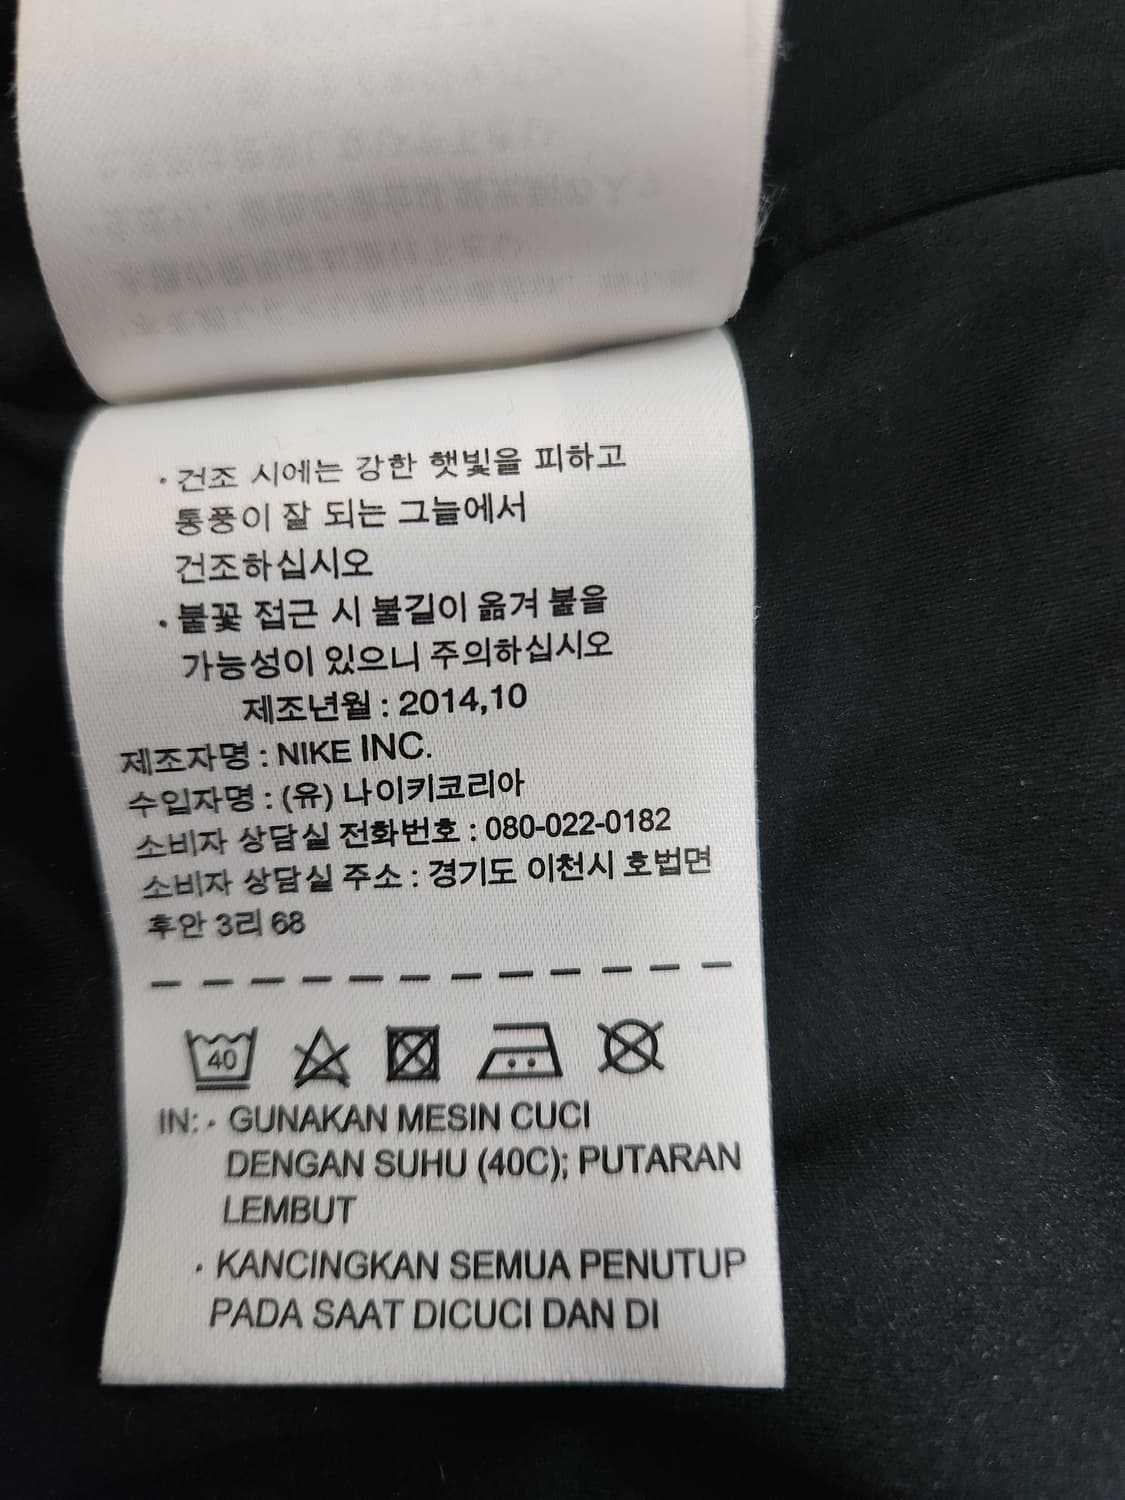 · 건조 시에는 강한 햇빛을 피하고
통풍이 잘 되는 그늘에서
건조하십시오
· 불꽃 접근 시 불길이 옮겨 붙을
가능성이 있으니 주의하십시오
제조년월 : 2014,10
제조자명 : NIKE INC.
수입자명 : (유) 나이키코리아
소비자 상담실 전화번호 : 080-022-0182
소비자 상담실 주소 : 경기도 이천시 호법면
후안 3리 68
40
IN: · GUNAKAN MESIN CUCI
DENGAN SUHU (40C); PUTARAN
LEMBUT
· KANCINGKAN SEMUA PENUTUP
PADA SAAT DICUCI DAN DI